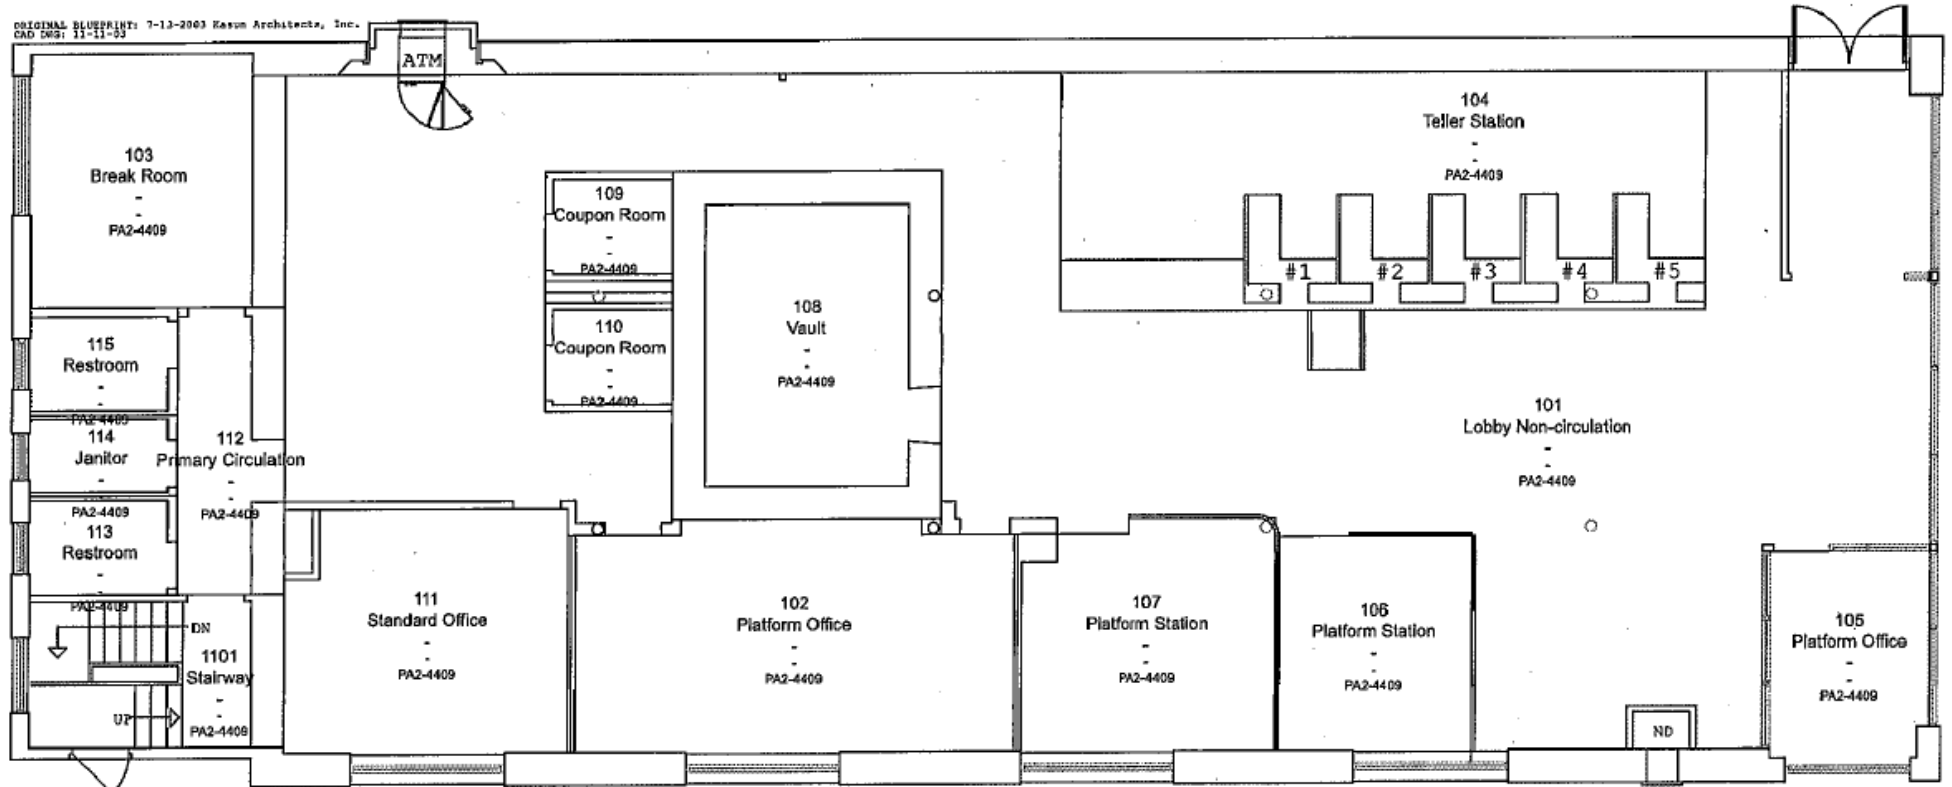 ORIGINAL BLUEPRINT: 7-13-2003 Kasum Architects, Inc.
CAD DWG: 11-11-03
ATM
103
Break Room
-
-
PA2-4409
104
Teller Station
-
-
PA2-4409
109
Coupon Room
-
-
PA2-4409
#1
#2
#3
#4
#5
108
Vault
-
-
PA2-4409
110
Coupon Room
-
-
PA2-4409
115
Restroom
-
-
PA2-4409
114
Janitor
-
-
PA2-4409
112
Primary Circulation
-
-
PA2-4409
101
Lobby Non-circulation
-
-
PA2-4409
113
Restroom
-
-
PA2-4409
DN
UP
1101
Stairway
-
-
PA2-4409
111
Standard Office
-
-
PA2-4409
102
Platform Office
-
-
PA2-4409
107
Platform Station
-
-
PA2-4409
106
Platform Station
-
-
PA2-4409
105
Platform Office
-
-
PA2-4409
ND